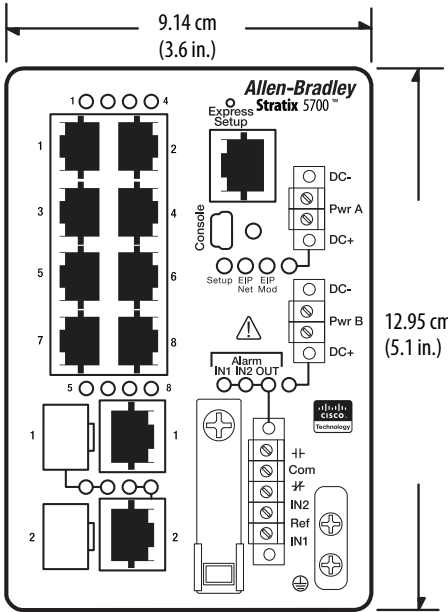 9.14 cm
(3.6 in.)
Allen-Bradley
Stratix 5700 ™
Express
Setup
1 4
1 2
3 4
5 6
7 8
5 8
1 1
2 2
Console
Setup EIP Net EIP Mod
DC-
Pwr A
DC+
DC-
Pwr B
DC+
Alarm
IN1 IN2 OUT
Com
IN2
Ref
IN1
CISCO
Technology
12.95 cm
(5.1 in.)